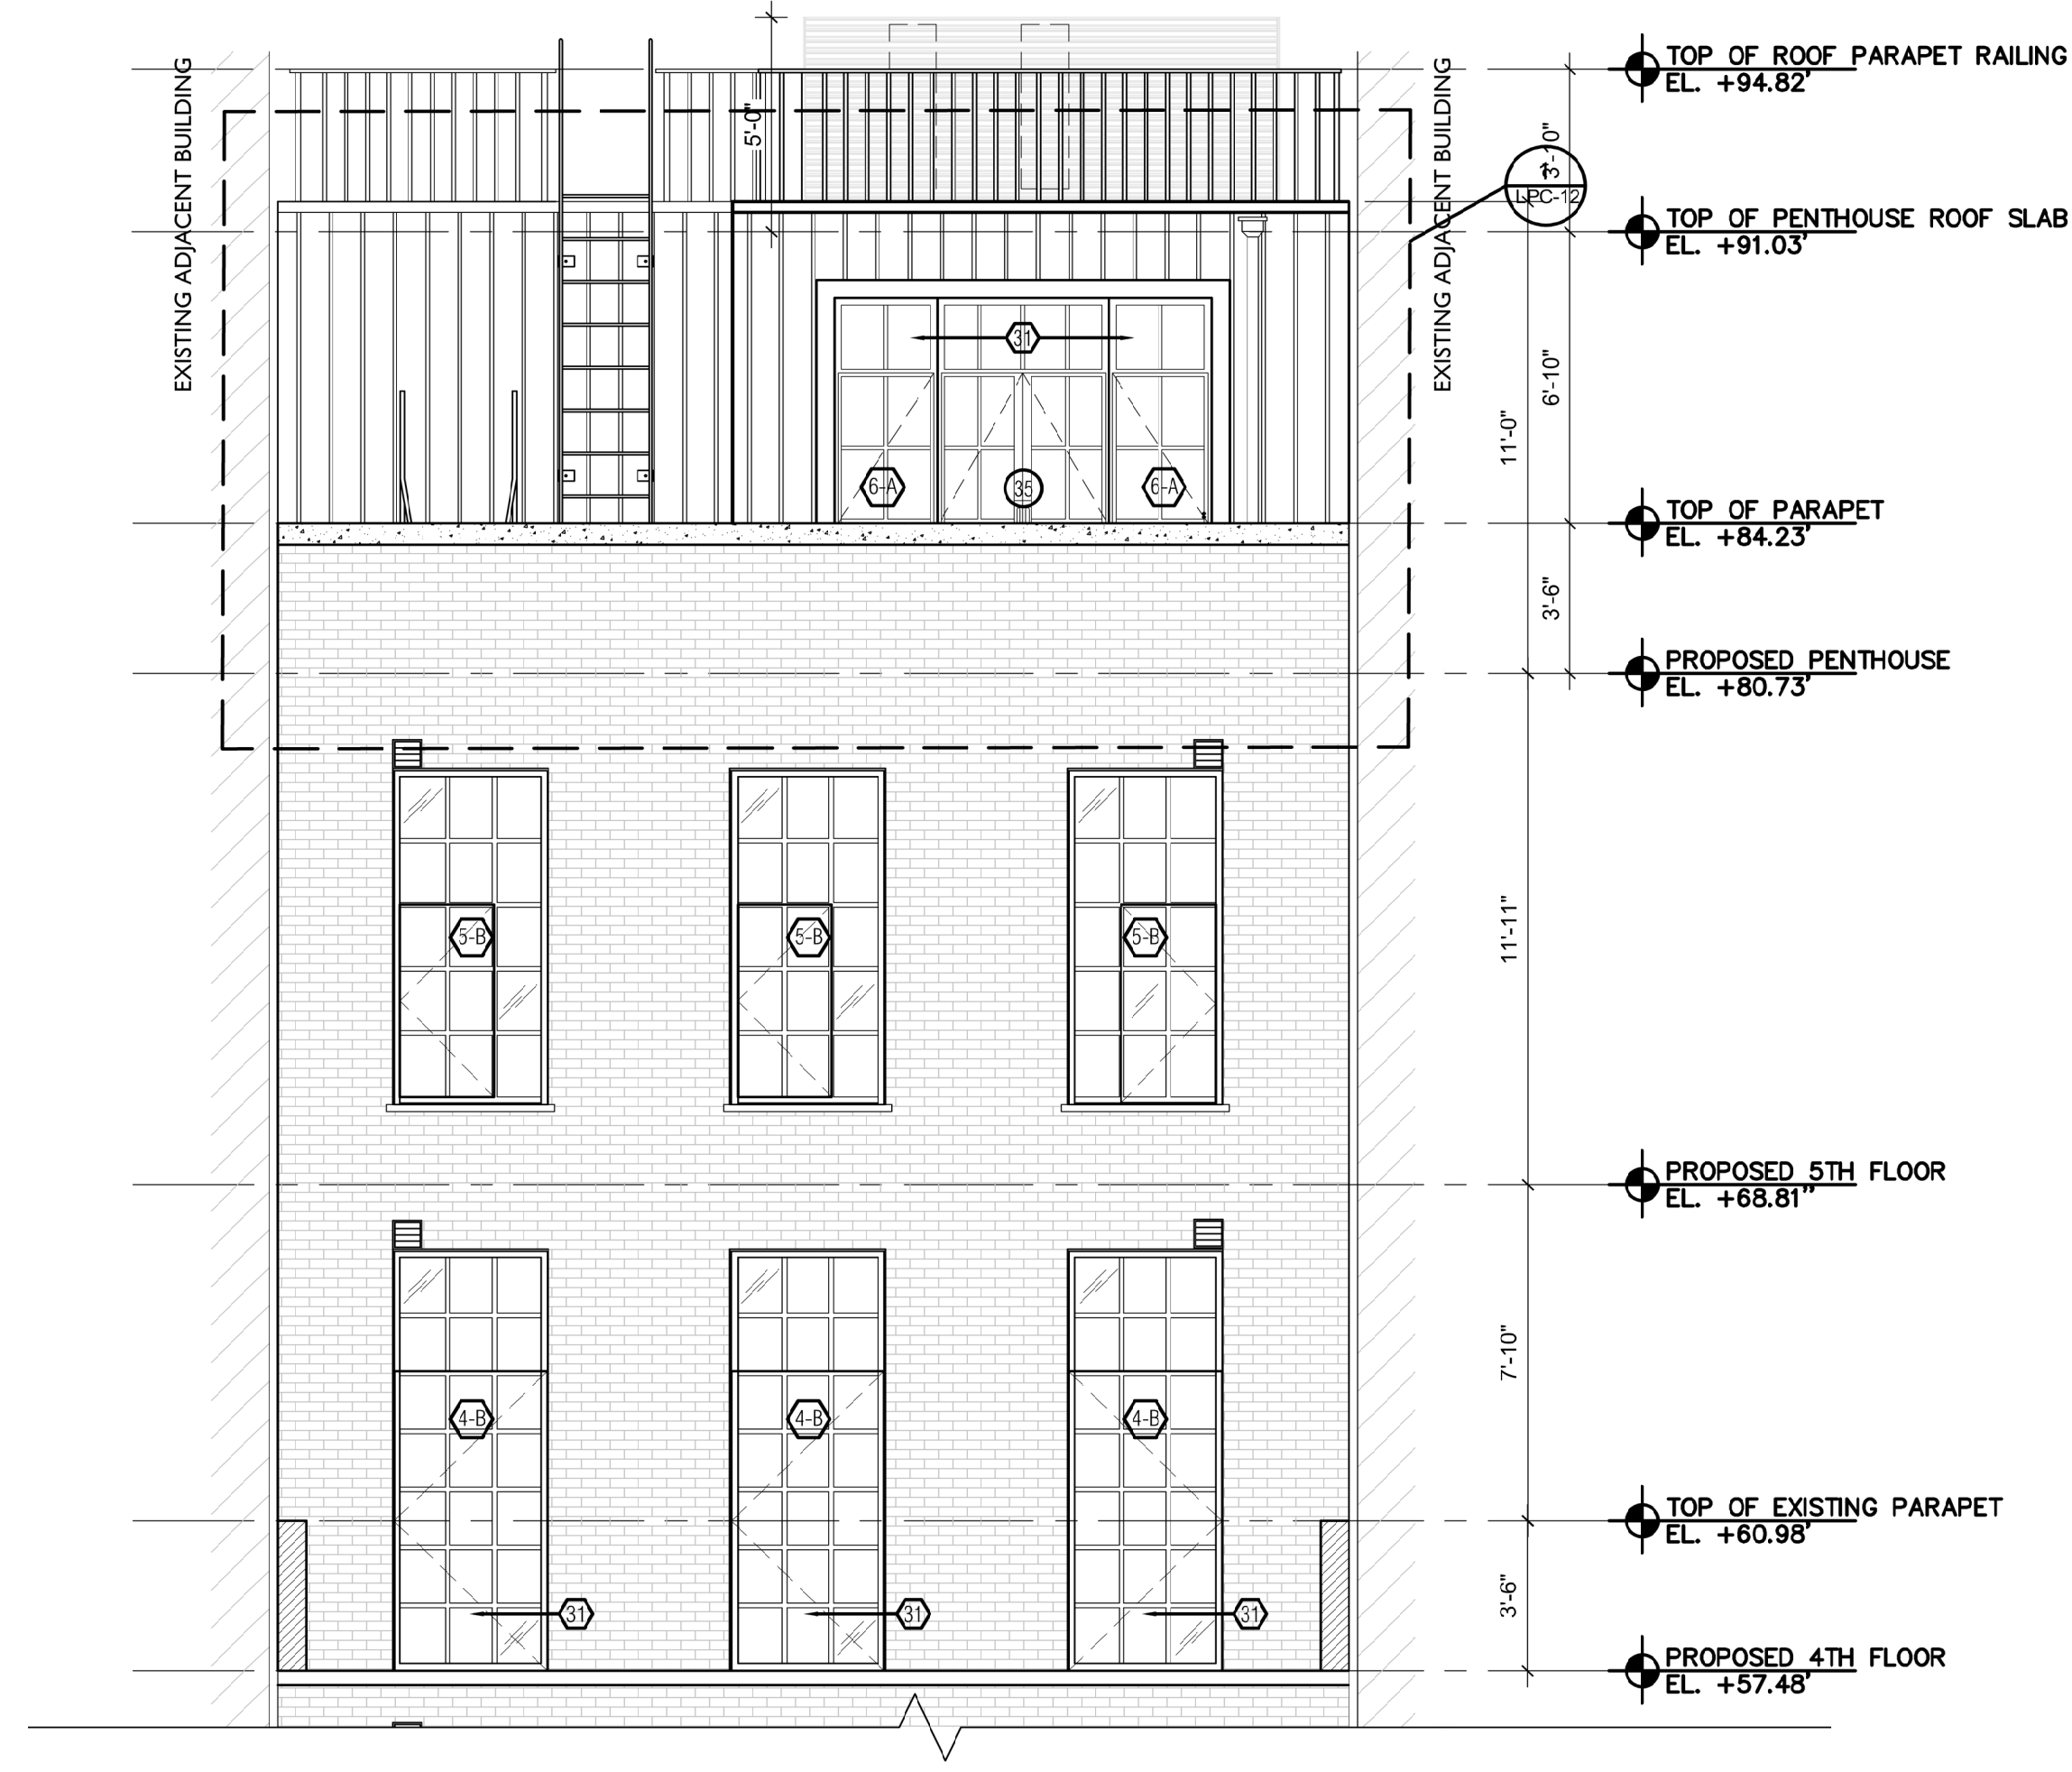 TOP OF ROOF PARAPET RAILING
EL. +94.82'
EXISTING ADJACENT BUILDING
EXISTING ADJACENT BUILDING
5'-0"
3'-10"
1
LPC-12
TOP OF PENTHOUSE ROOF SLAB
EL. +91.03'
31
6'-10"
11'-0"
6-A
35
6-A
TOP OF PARAPET
EL. +84.23'
3'-6"
PROPOSED PENTHOUSE
EL. +80.73'
5-B
5-B
5-B
11'-11"
PROPOSED 5TH FLOOR
EL. +68.81"
7'-10"
4-B
4-B
4-B
TOP OF EXISTING PARAPET
EL. +60.98'
31
31
31
3'-6"
PROPOSED 4TH FLOOR
EL. +57.48'